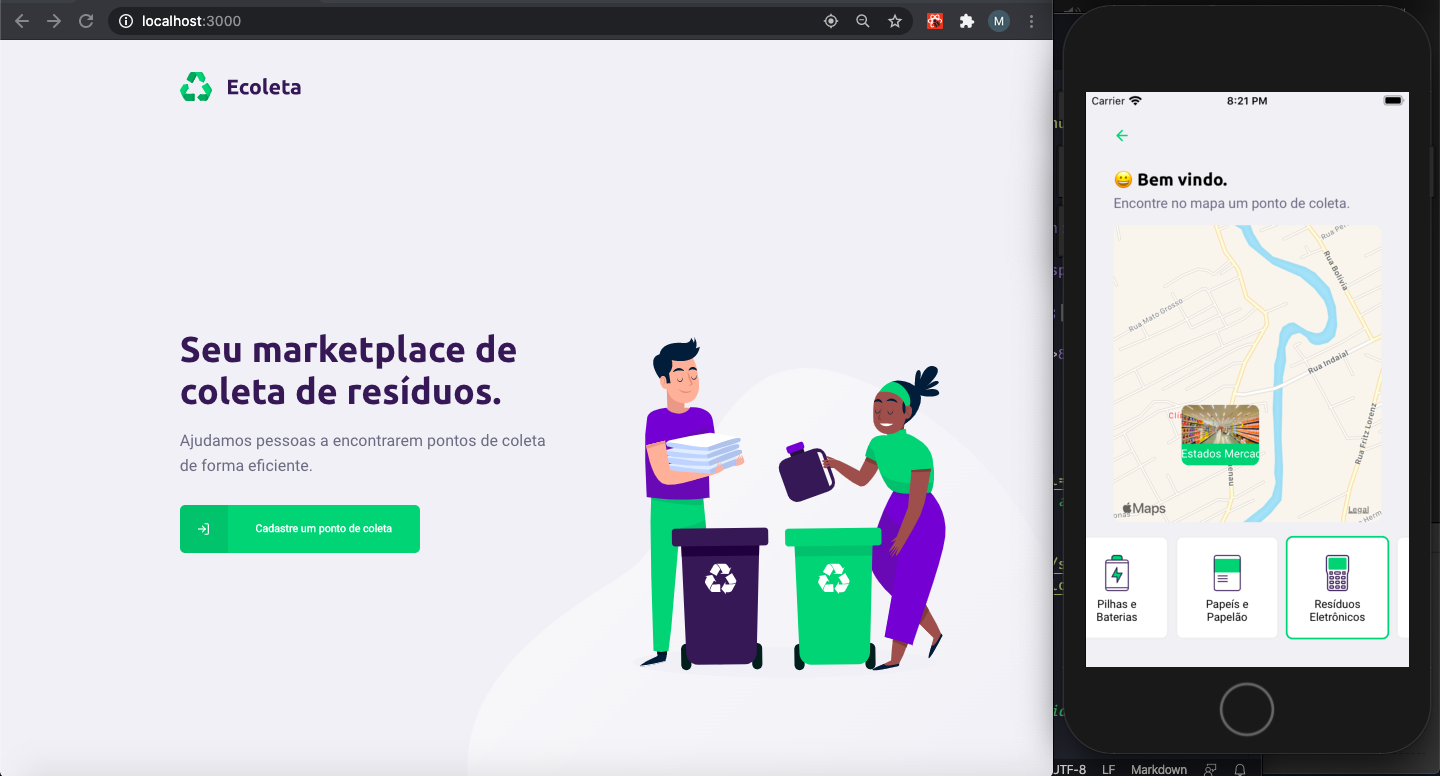 localhost:3000
M
Ecoleta
Seu marketplace de
coleta de resíduos.
Ajudamos pessoas a encontrarem pontos de coleta
de forma eficiente.
Cadastre um ponto de coleta
Carrier
8:21 PM
😀 Bem vindo.
Encontre no mapa um ponto de coleta.
Rua Bolívia
Rua Mato Grosso
Rua Indaial
Rua Fritz Lorenz
Estados Mercad
Maps
Legal
Pilhas e
Baterias
Papeís e
Papelão
Resíduos
Eletrônicos
UTF-8
LF
Markdown